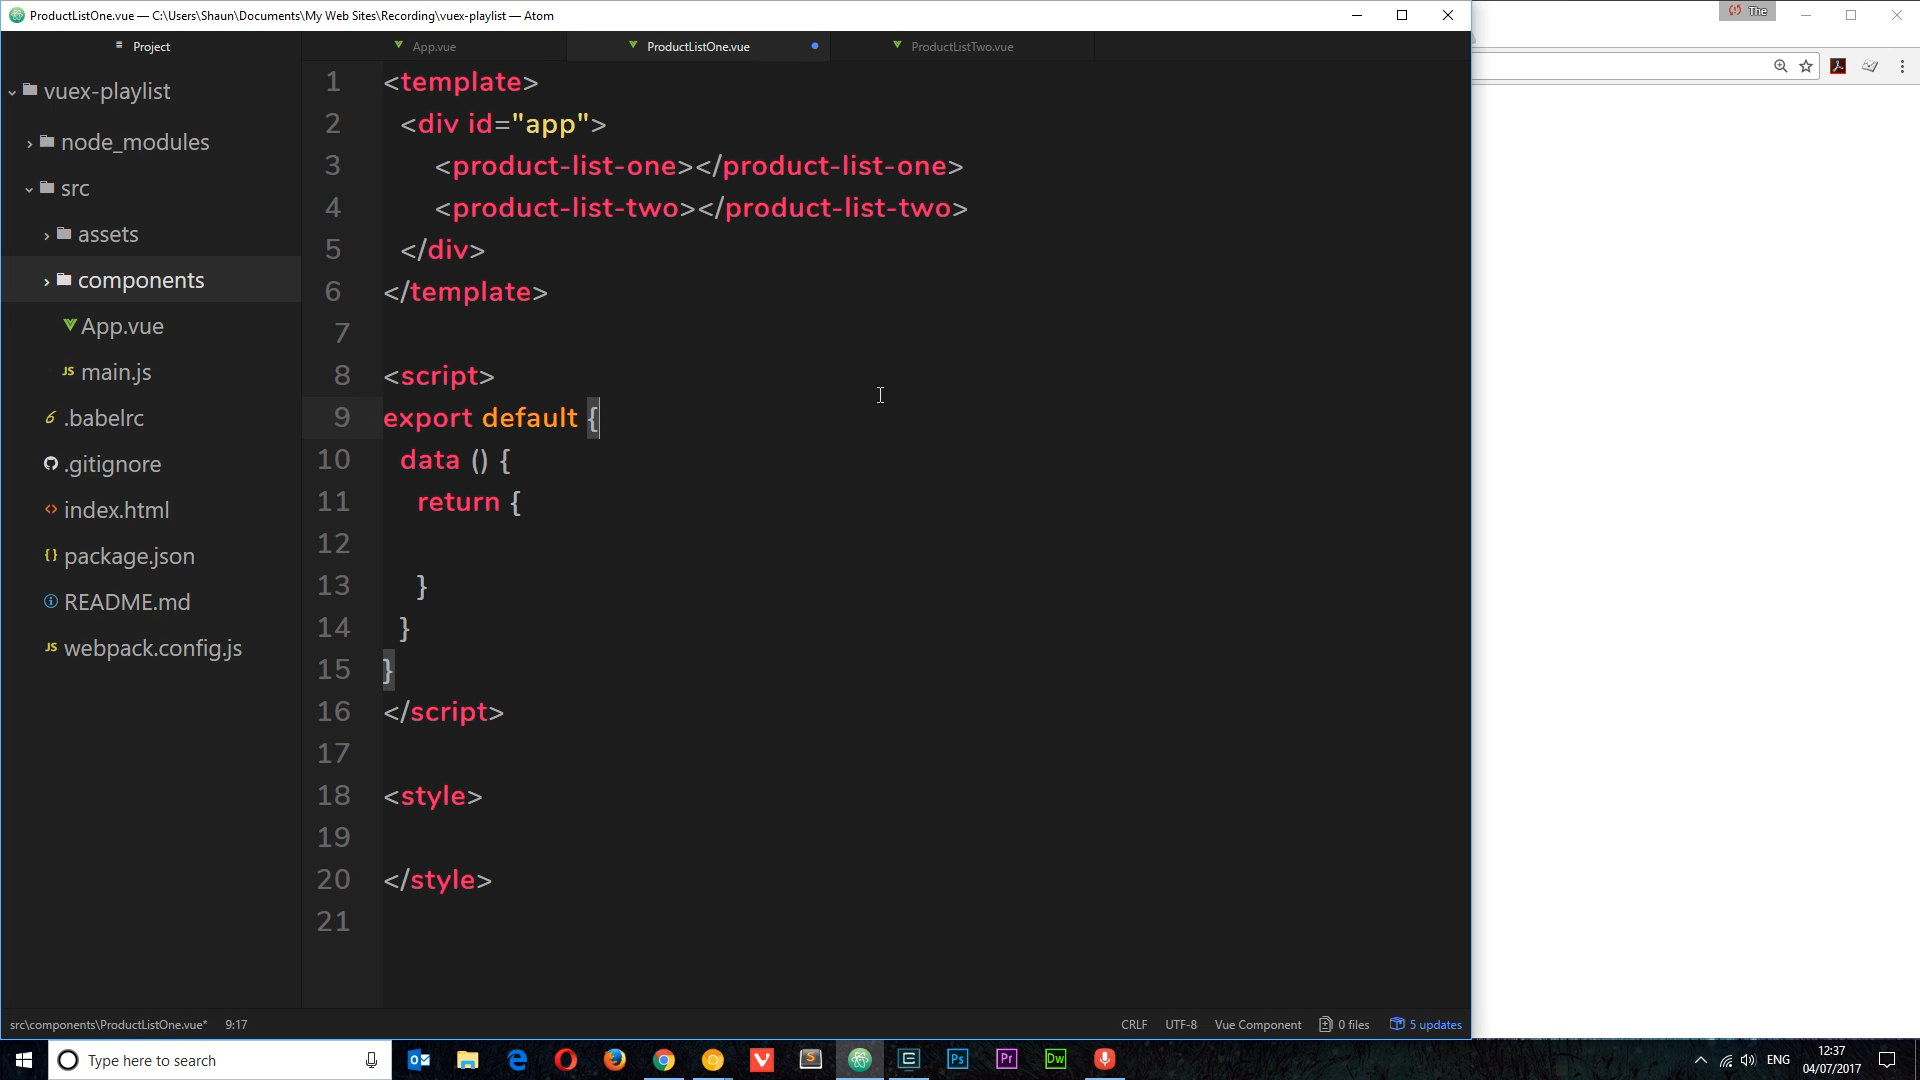 ProductListOne.vue — C:\Users\Shaun\Documents\My Web Sites\Recording\vuex-playlist — Atom
The
Project
App.vue
ProductListOne.vue
ProductListTwo.vue
vuex-playlist
node_modules
src
assets
components
App.vue
main.js
.babelrc
.gitignore
index.html
package.json
README.md
webpack.config.js
1 <template>
2 <div id="app">
3 <product-list-one></product-list-one>
4 <product-list-two></product-list-two>
5 </div>
6 </template>
7
8 <script>
9 export default {
10 data () {
11 return {
12
13 }
14 }
15 }
16 </script>
17
18 <style>
19
20 </style>
21
src\components\ProductListOne.vue* 9:17
CRLF UTF-8 Vue Component 0 files 5 updates
Type here to search
Ps
Pr
Dw
ENG
12:37
04/07/2017